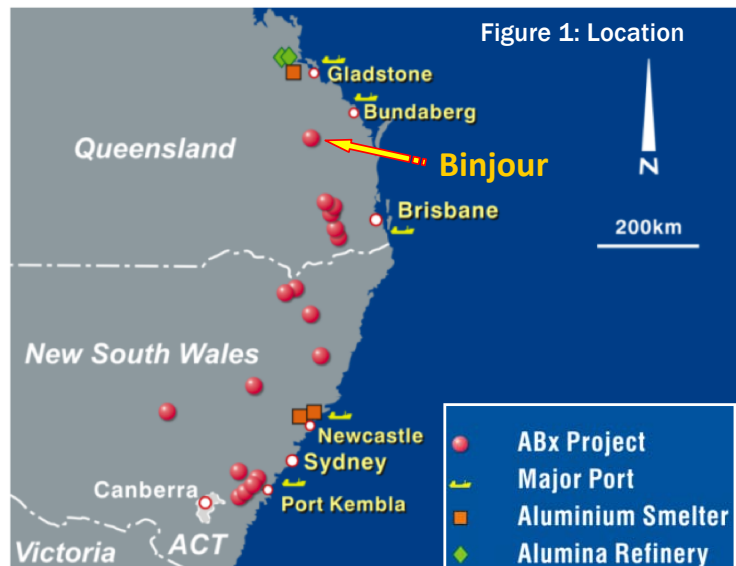 Figure 1: Location
Gladstone
Bundaberg
Queensland
Binjour
N
Brisbane
200km
New South Wales
Newcastle
Sydney
Canberra
Port Kembla
ACT
Victoria
ABx Project
Major Port
Aluminium Smelter
Alumina Refinery